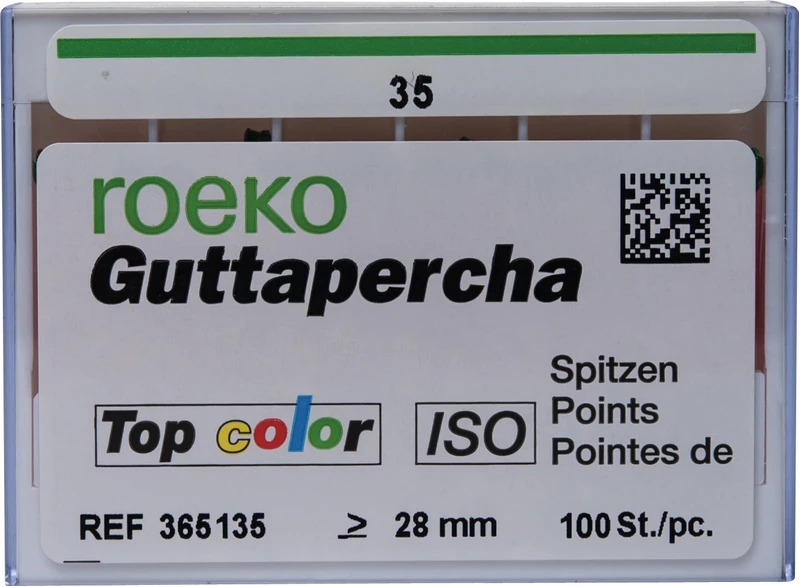 35
roeko
Guttapercha
Top color ISO
Spitzen
Points
Pointes de
REF 365135 ≥ 28 mm 100 St./pc.